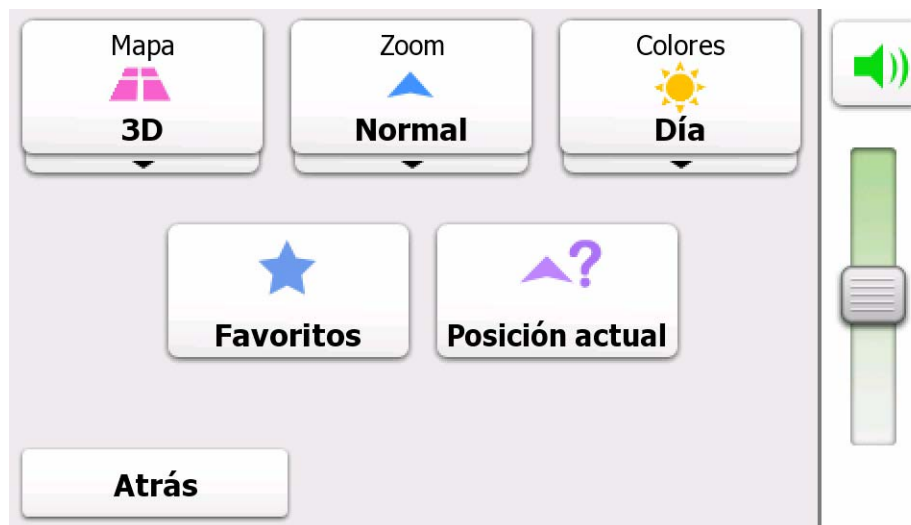 Mapa
3D
Zoom
Normal
Colores
Día
Favoritos
Posición actual
Atrás